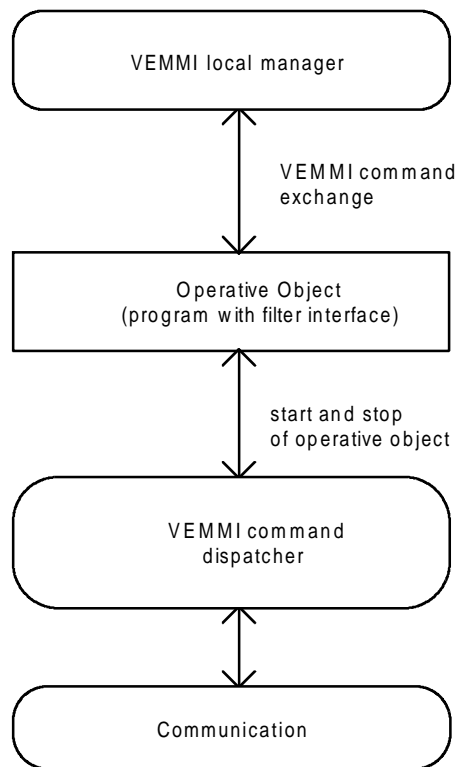 VEMMI local manager
VEMMI command
exchange
Operative Object
(program with filter interface)
start and stop
of operative object
VEMMI command
dispatcher
Communication